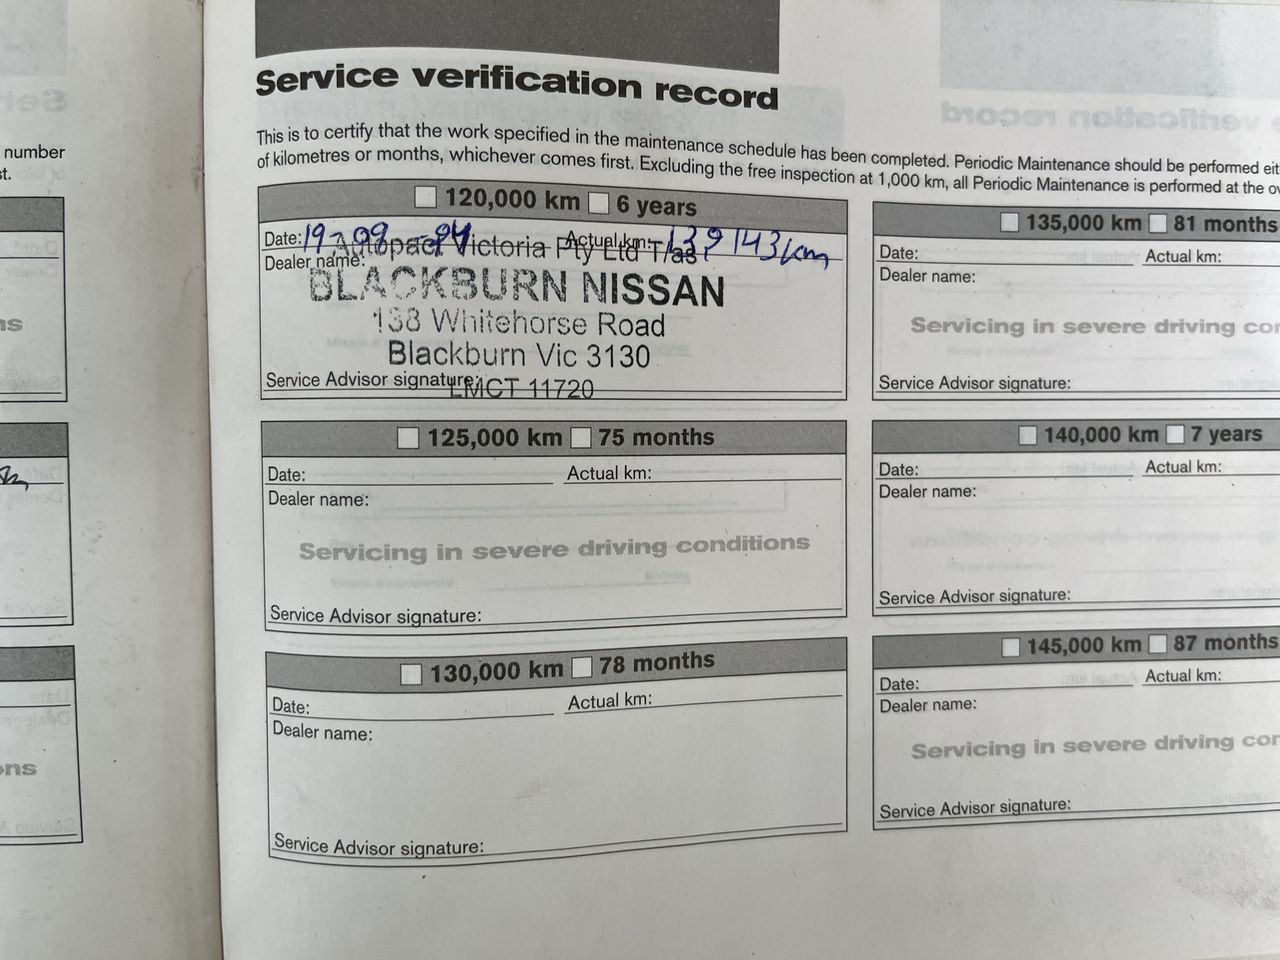 number
st.
Service verification record
This is to certify that the work specified in the maintenance schedule has been completed. Periodic Maintenance should be performed eit
of kilometres or months, whichever comes first. Excluding the free inspection at 1,000 km, all Periodic Maintenance is performed at the ov
120,000 km 6 years
Date: 19-09-94 Actual km: 139143km
Autopact Victoria Pty Ltd T/as
Dealer name:
BLACKBURN NISSAN
138 Whitehorse Road
Blackburn Vic 3130
Service Advisor signature:
LMCT 11720
125,000 km 75 months
Date: Actual km:
Dealer name:
Servicing in severe driving conditions
Service Advisor signature:
130,000 km 78 months
Date: Actual km:
Dealer name:
Service Advisor signature:
135,000 km 81 months
Date: Actual km:
Dealer name:
Servicing in severe driving con
Service Advisor signature:
140,000 km 7 years
Date: Actual km:
Dealer name:
Service Advisor signature:
145,000 km 87 months
Date: Actual km:
Dealer name:
Servicing in severe driving con
Service Advisor signature:
ns
ons